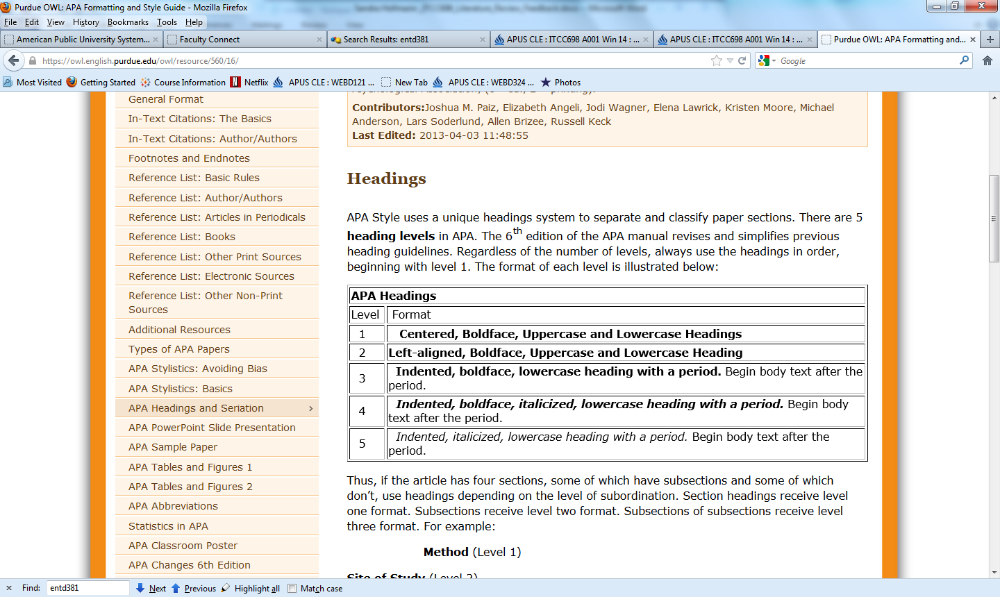 Purdue OWL: APA Formatting and Style Guide - Mozilla Firefox
File Edit View History Bookmarks Tools Help
American Public University System...
Faculty Connect
Search Results: entd381
APUS CLE : ITCC698 A001 Win 14 : ...
APUS CLE : ITCC698 A001 Win 14 : ...
Purdue OWL: APA Formatting and...
https://owl.english.purdue.edu/owl/resource/560/16/
Google
Most Visited Getting Started Course Information Netflix APUS CLE : WEBD121 ... New Tab APUS CLE : WEBD324 ... Photos
General Format
In-Text Citations: The Basics
In-Text Citations: Author/Authors
Footnotes and Endnotes
Reference List: Basic Rules
Reference List: Author/Authors
Reference List: Articles in Periodicals
Reference List: Books
Reference List: Other Print Sources
Reference List: Electronic Sources
Reference List: Other Non-Print
Sources
Additional Resources
Types of APA Papers
APA Stylistics: Avoiding Bias
APA Stylistics: Basics
APA Headings and Seriation
APA PowerPoint Slide Presentation
APA Sample Paper
APA Tables and Figures 1
APA Tables and Figures 2
APA Abbreviations
Statistics in APA
APA Classroom Poster
APA Changes 6th Edition
Contributors:Joshua M. Paiz, Elizabeth Angeli, Jodi Wagner, Elena Lawrick, Kristen Moore, Michael
Anderson, Lars Soderlund, Allen Brizee, Russell Keck
Last Edited: 2013-04-03 11:48:55
Headings
APA Style uses a unique headings system to separate and classify paper sections. There are 5
heading levels in APA. The 6th edition of the APA manual revises and simplifies previous
heading guidelines. Regardless of the number of levels, always use the headings in order,
beginning with level 1. The format of each level is illustrated below:
APA Headings
Level Format
1 Centered, Boldface, Uppercase and Lowercase Headings
2 Left-aligned, Boldface, Uppercase and Lowercase Heading
3 Indented, boldface, lowercase heading with a period. Begin body text after the
period.
4 Indented, boldface, italicized, lowercase heading with a period. Begin body
text after the period.
5 Indented, italicized, lowercase heading with a period. Begin body text after the
period.
Thus, if the article has four sections, some of which have subsections and some of which
don't, use headings depending on the level of subordination. Section headings receive level
one format. Subsections receive level two format. Subsections of subsections receive level
three format. For example:
Method (Level 1)
Site of Study (Level 2)
Find: entd381 Next Previous Highlight all Match case